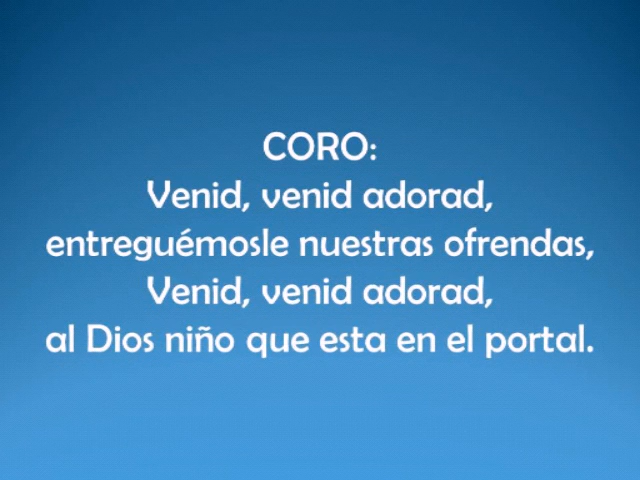 CORO:
Venid, venid adorad,
entreguémosle nuestras ofrendas,
Venid, venid adorad,
al Dios niño que esta en el portal.